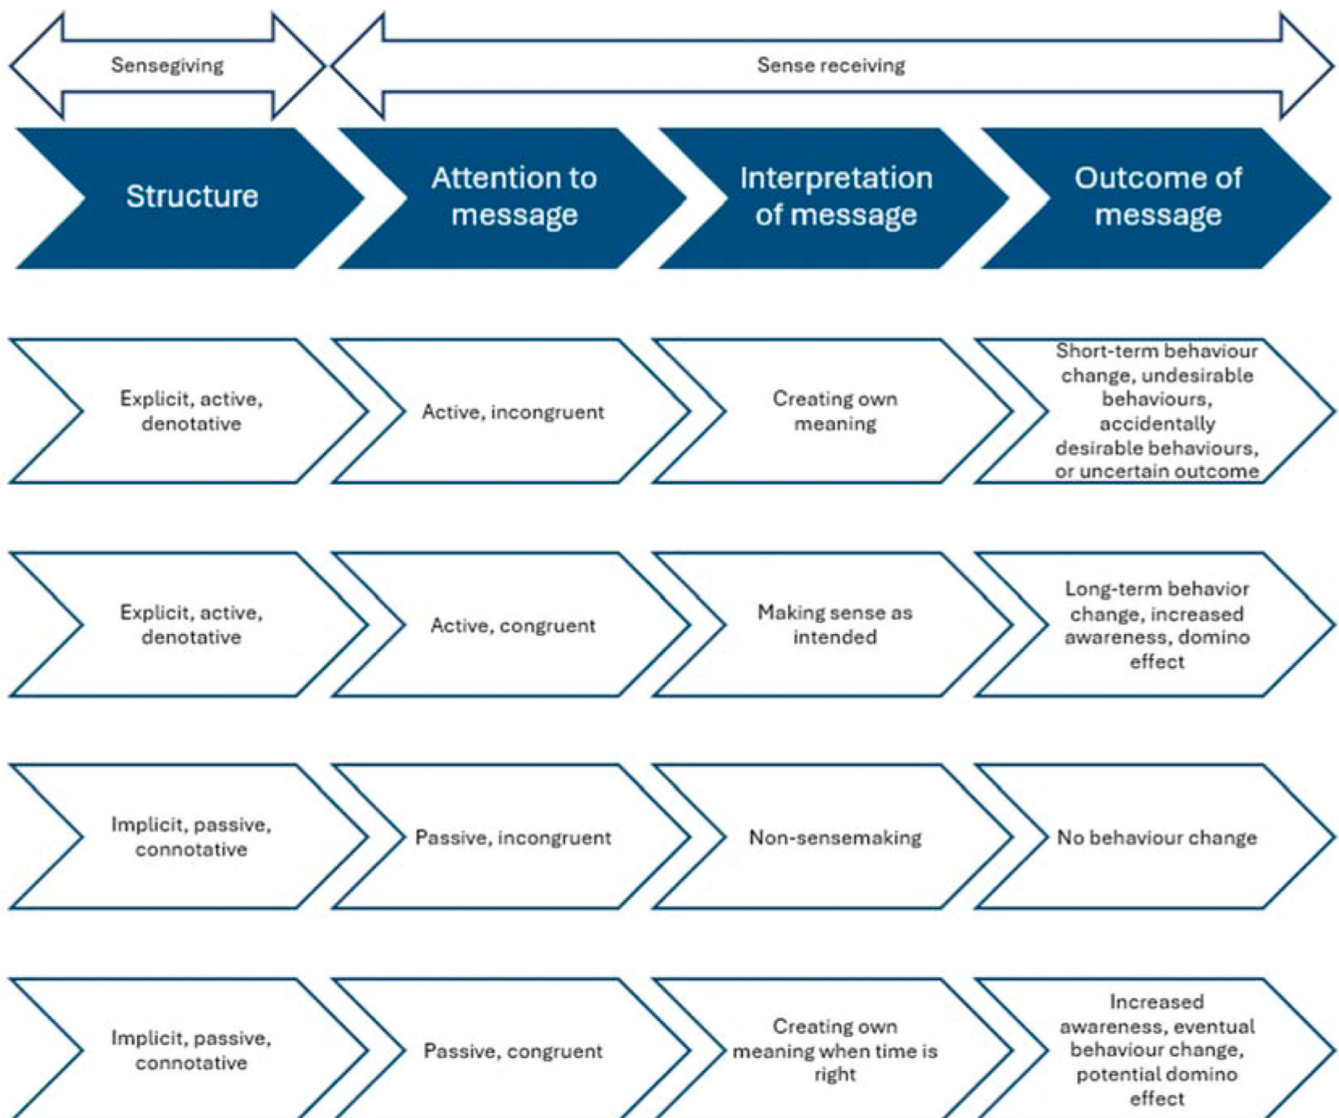 Sensegiving
Sense receiving
Structure
Attention to
message
Interpretation
of message
Outcome of
message
Explicit, active,
denotative
Active, incongruent
Creating own
meaning
Short-term behaviour
change, undesirable
behaviours,
accidentally
desirable behaviours,
or uncertain outcome
Explicit, active,
denotative
Active, congruent
Making sense as
intended
Long-term behavior
change, increased
awareness, domino
effect
Implicit, passive,
connotative
Passive, incongruent
Non-sensemaking
No behaviour change
Implicit, passive,
connotative
Passive, congruent
Creating own
meaning when time is
right
Increased
awareness, eventual
behaviour change,
potential domino
effect